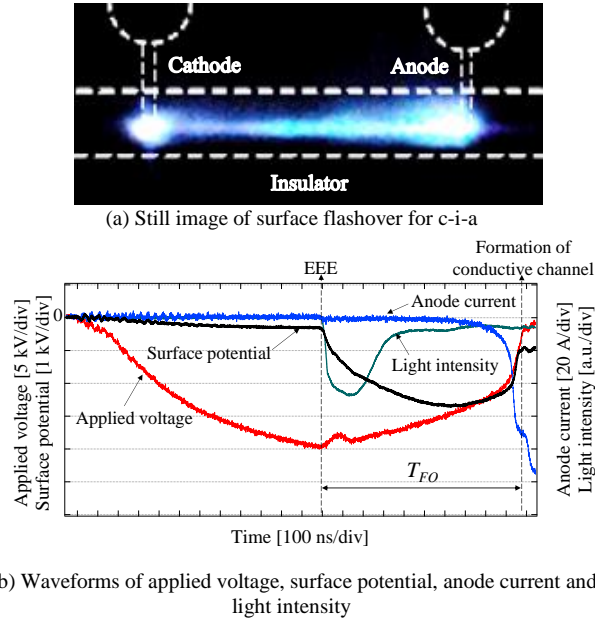 Cathode
Anode
Insulator
(a) Still image of surface flashover for c-i-a
EEE
Formation of
conductive channel
0
Anode current
Surface potential
Light intensity
Applied voltage
T_FO
Applied voltage [5 kV/div]
Surface potential [1 kV/div]
Anode current [20 A/div]
Light intensity [a.u./div]
Time [100 ns/div]
b) Waveforms of applied voltage, surface potential, anode current and
light intensity